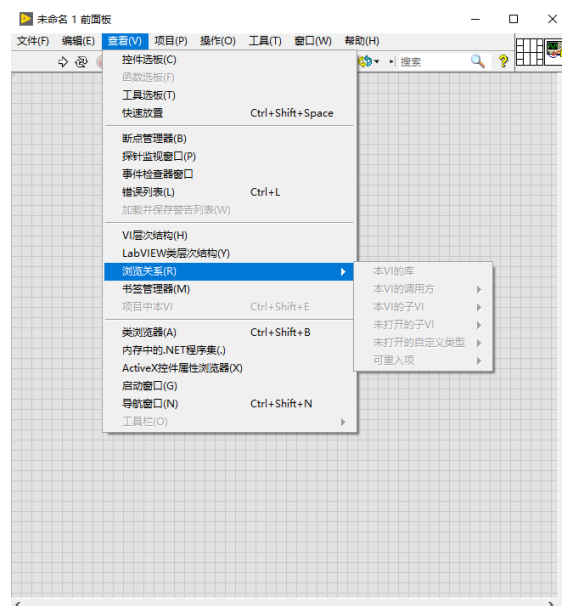 未命名 1 前面板
文件(F) 编辑(E) 查看(V) 项目(P) 操作(O) 工具(T) 窗口(W) 帮助(H)
搜索
控件选板(C)
函数选板(F)
工具选板(T)
快速放置 Ctrl+Shift+Space
断点管理器(B)
探针监视窗口(P)
事件检查器窗口
错误列表(L) Ctrl+L
加载并保存警告列表(W)
VI层次结构(H)
LabVIEW类层次结构(Y)
浏览关系(R)
本VI的库
书签管理器(M)
本VI的调用方
项目中本VI Ctrl+Shift+E
本VI的子VI
未打开的子VI
类浏览器(A) Ctrl+Shift+B
未打开的自定义类型
内存中的.NET程序集(.)
可重入项
ActiveX控件属性浏览器(X)
启动窗口(G)
导航窗口(N) Ctrl+Shift+N
工具栏(O)